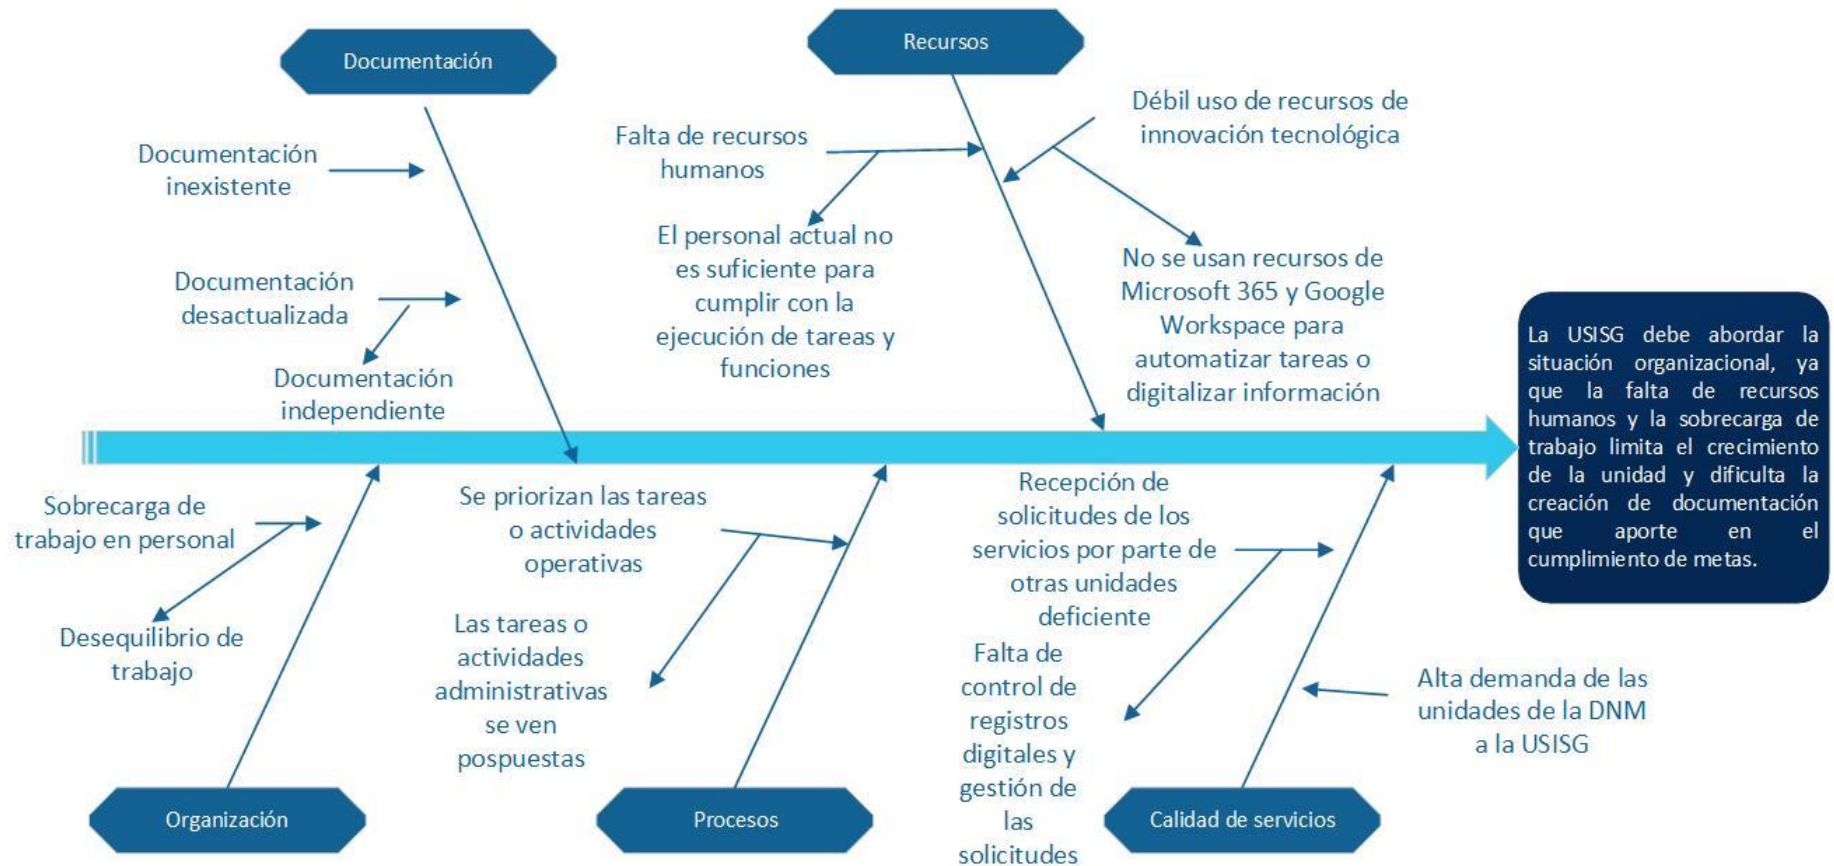 Documentación
Recursos
Documentación
inexistente
Documentación
desactualizada
Documentación
independiente
Falta de recursos
humanos
El personal actual no
es suficiente para
cumplir con la
ejecución de tareas y
funciones
Débil uso de recursos de
innovación tecnológica
No se usan recursos de
Microsoft 365 y Google
Workspace para
automatizar tareas o
digitalizar información
La USISG debe abordar la
situación organizacional, ya
que la falta de recursos
humanos y la sobrecarga de
trabajo limita el crecimiento
de la unidad y dificulta la
creación de documentación
que aporte en el
cumplimiento de metas.
Sobrecarga de
trabajo en personal
Desequilibrio de
trabajo
Se priorizan las tareas
o actividades
operativas
Las tareas o
actividades
administrativas
se ven
pospuestas
Recepción de
solicitudes de los
servicios por parte de
otras unidades
deficiente
Falta de
control de
registros
digitales y
gestión de
las
solicitudes
Alta demanda de las
unidades de la DNM
a la USISG
Organización
Procesos
Calidad de servicios